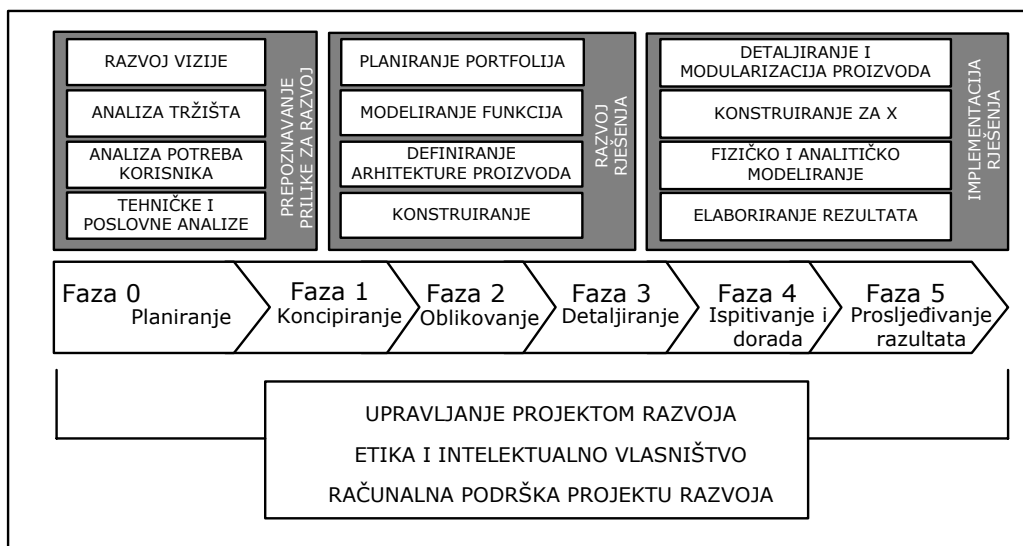 RAZVOJ VIZIJE
ANALIZA TRŽIŠTA
ANALIZA POTREBA
KORISNIKA
TEHNIČKE I
POSLOVNE ANALIZE
PREPOZNAVANJE
PRILIKE ZA RAZVOJ
PLANIRANJE PORTFOLIJA
MODELIRANJE FUNKCIJA
DEFINIRANJE
ARHITEKTURE PROIZVODA
KONSTRUIRANJE
RAZVOJ
RJEŠENJA
DETALJIRANJE I
MODULARIZACIJA PROIZVODA
KONSTRUIRANJE ZA X
FIZIČKO I ANALITIČKO
MODELIRANJE
ELABORIRANJE REZULTATA
IMPLEMENTACIJA
RJEŠENJA
Faza 0
Planiranje
Faza 1
Koncipiranje
Faza 2
Oblikovanje
Faza 3
Detaljiranje
Faza 4
Ispitivanje i
dorada
Faza 5
Prosljeđivanje
razultata
UPRAVLJANJE PROJEKTOM RAZVOJA
ETIKA I INTELEKTUALNO VLASNIŠTVO
RAČUNALNA PODRŠKA PROJEKTU RAZVOJA